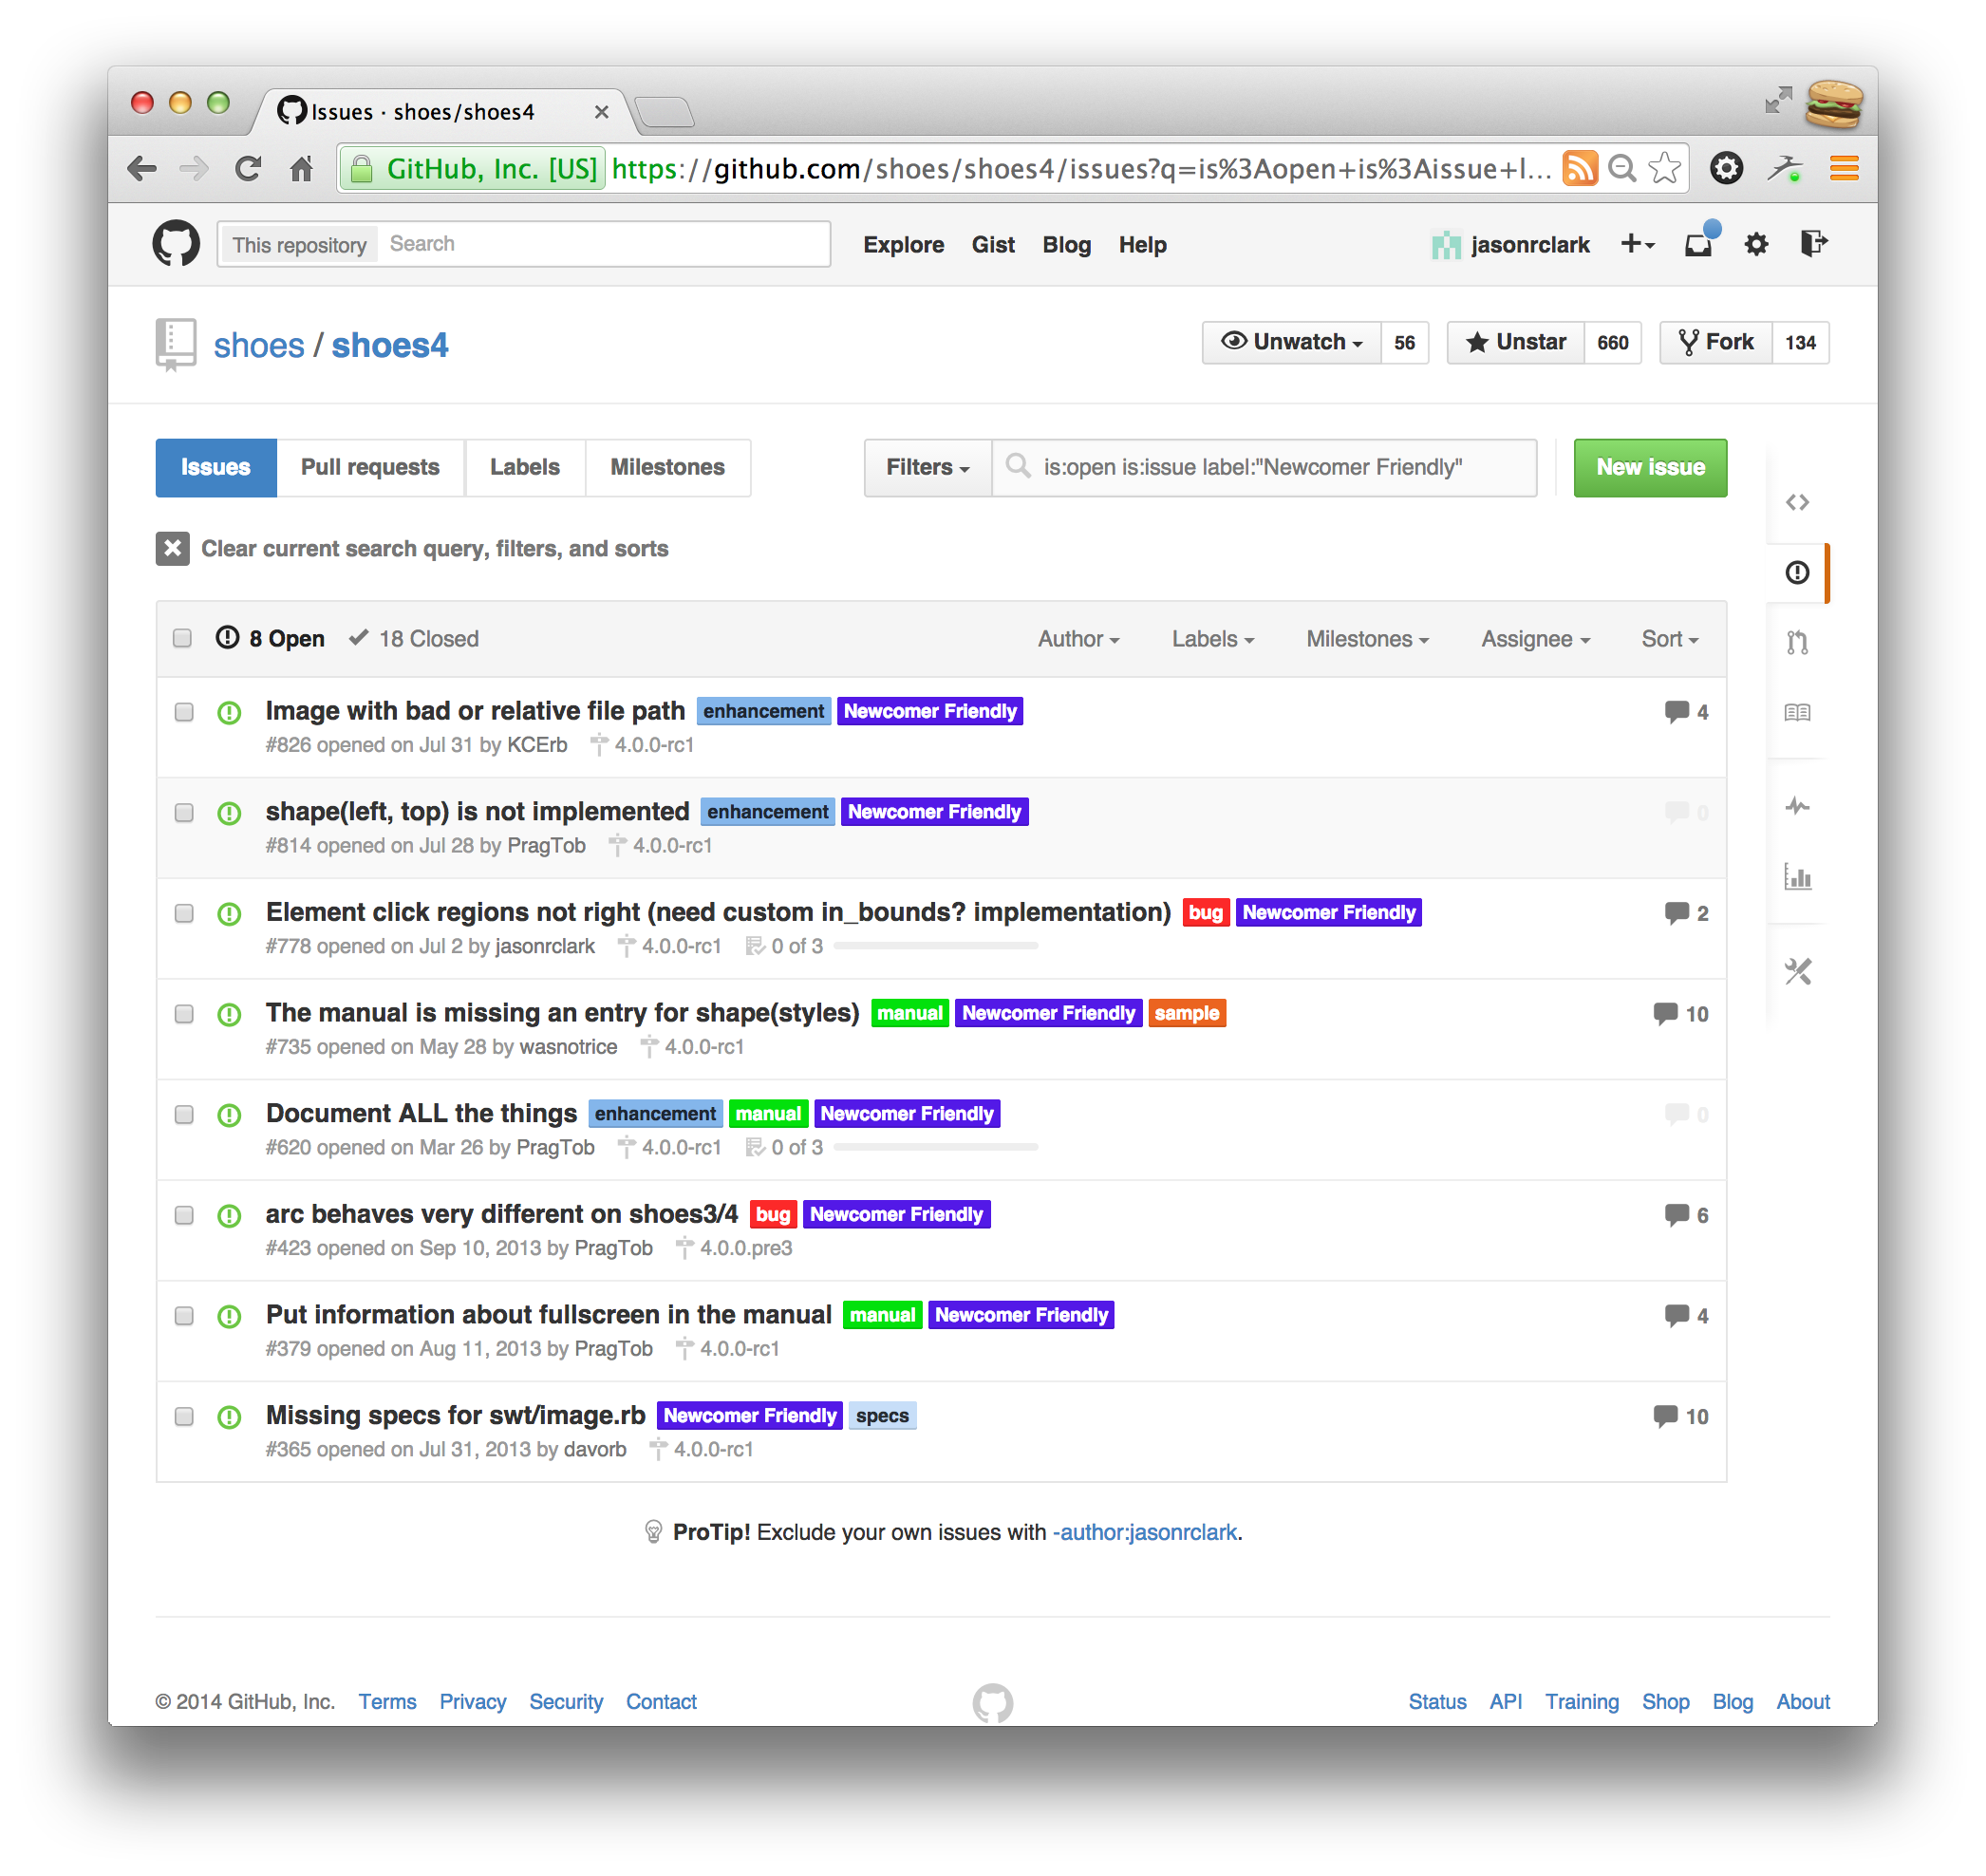 Issues · shoes/shoes4
GitHub, Inc. [US] https://github.com/shoes/shoes4/issues?q=is%3Aopen+is%3Aissue+l...
This repository Search Explore Gist Blog Help jasonrclark
shoes / shoes4 Unwatch 56 Unstar 660 Fork 134
Issues Pull requests Labels Milestones Filters is:open is:issue label:"Newcomer Friendly" New issue
Clear current search query, filters, and sorts
8 Open 18 Closed Author Labels Milestones Assignee Sort
Image with bad or relative file path enhancement Newcomer Friendly 4
#826 opened on Jul 31 by KCErb 4.0.0-rc1
shape(left, top) is not implemented enhancement Newcomer Friendly 0
#814 opened on Jul 28 by PragTob 4.0.0-rc1
Element click regions not right (need custom in_bounds? implementation) bug Newcomer Friendly 2
#778 opened on Jul 2 by jasonrclark 4.0.0-rc1 0 of 3
The manual is missing an entry for shape(styles) manual Newcomer Friendly sample 10
#735 opened on May 28 by wasnotrice 4.0.0-rc1
Document ALL the things enhancement manual Newcomer Friendly 0
#620 opened on Mar 26 by PragTob 4.0.0-rc1 0 of 3
arc behaves very different on shoes3/4 bug Newcomer Friendly 6
#423 opened on Sep 10, 2013 by PragTob 4.0.0.pre3
Put information about fullscreen in the manual manual Newcomer Friendly 4
#379 opened on Aug 11, 2013 by PragTob 4.0.0-rc1
Missing specs for swt/image.rb Newcomer Friendly specs 10
#365 opened on Jul 31, 2013 by davorb 4.0.0-rc1
ProTip! Exclude your own issues with -author:jasonrclark.
© 2014 GitHub, Inc. Terms Privacy Security Contact Status API Training Shop Blog About